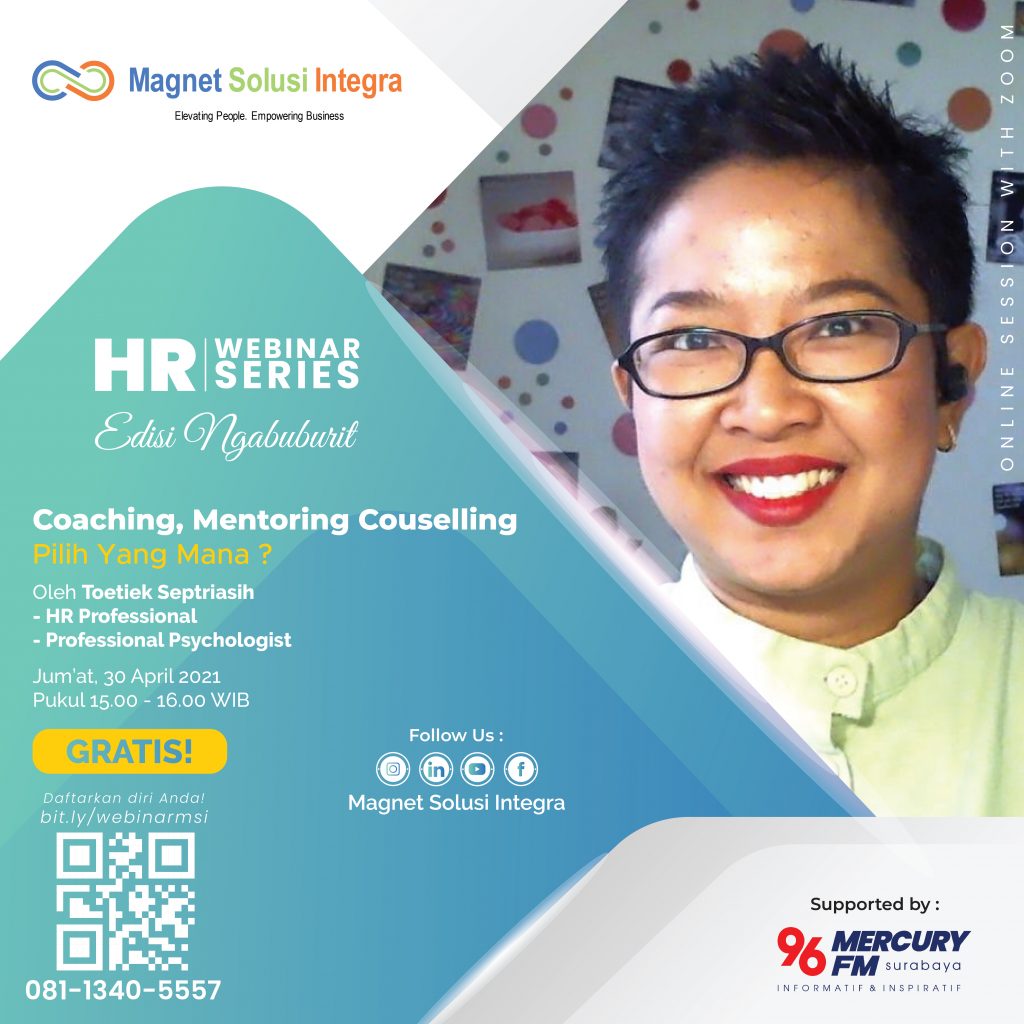 Magnet Solusi Integra
Elevating People. Empowering Business
ONLINE SESSION WITH ZOOM
HR WEBINAR
SERIES
Edisi Ngabuburit
Coaching, Mentoring Couselling
Pilih Yang Mana ?
Oleh Toetiek Septriasih
- HR Professional
- Professional Psychologist
Jum'at, 30 April 2021
Pukul 15.00 - 16.00 WIB
GRATIS!
Daftarkan diri Anda!
bit.ly/webinarmsi
081-1340-5557
Follow Us :
Magnet Solusi Integra
Supported by :
96 MERCURY
FM surabaya
INFORMATIF & INSPIRATIF